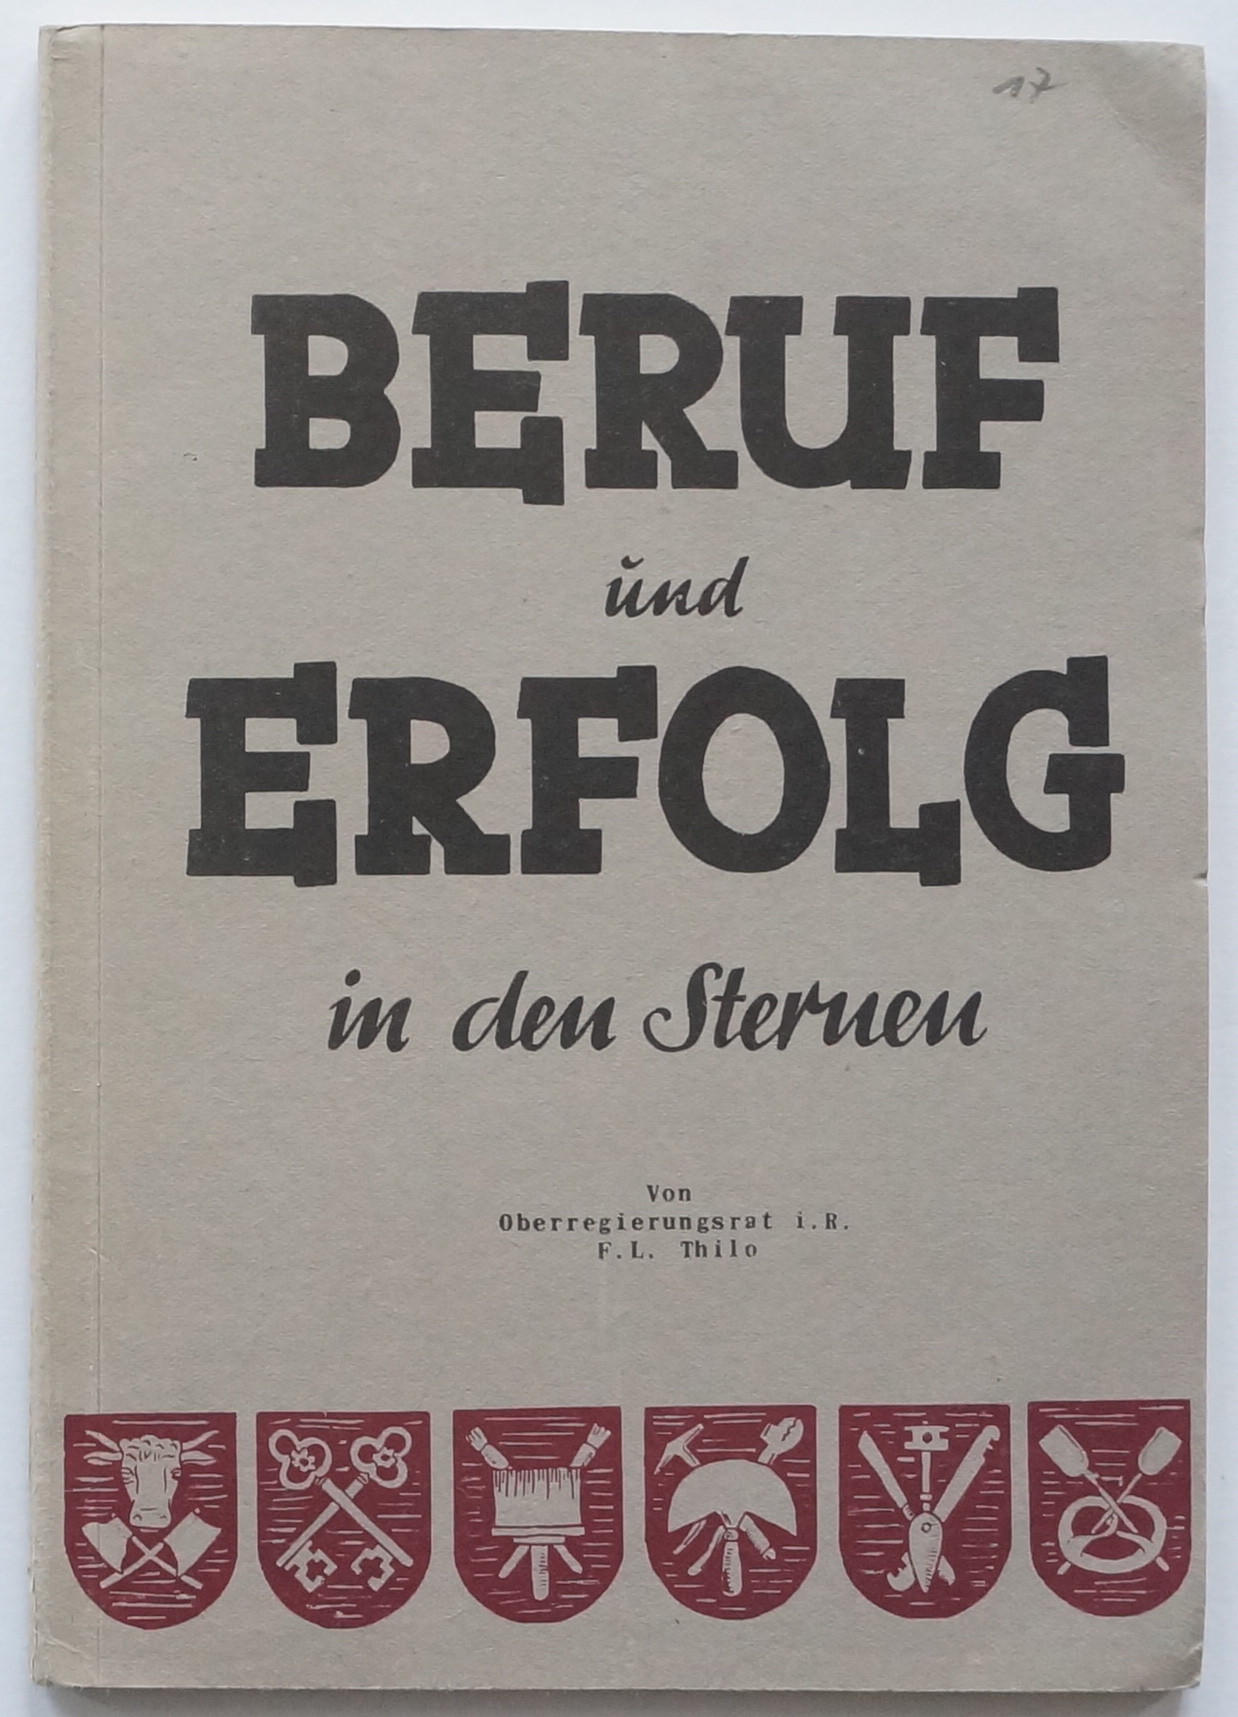 17
BERUF
und
ERFOLG
in den Sternen
Von
Oberregierungsrat i.R.
F.L. Thilo